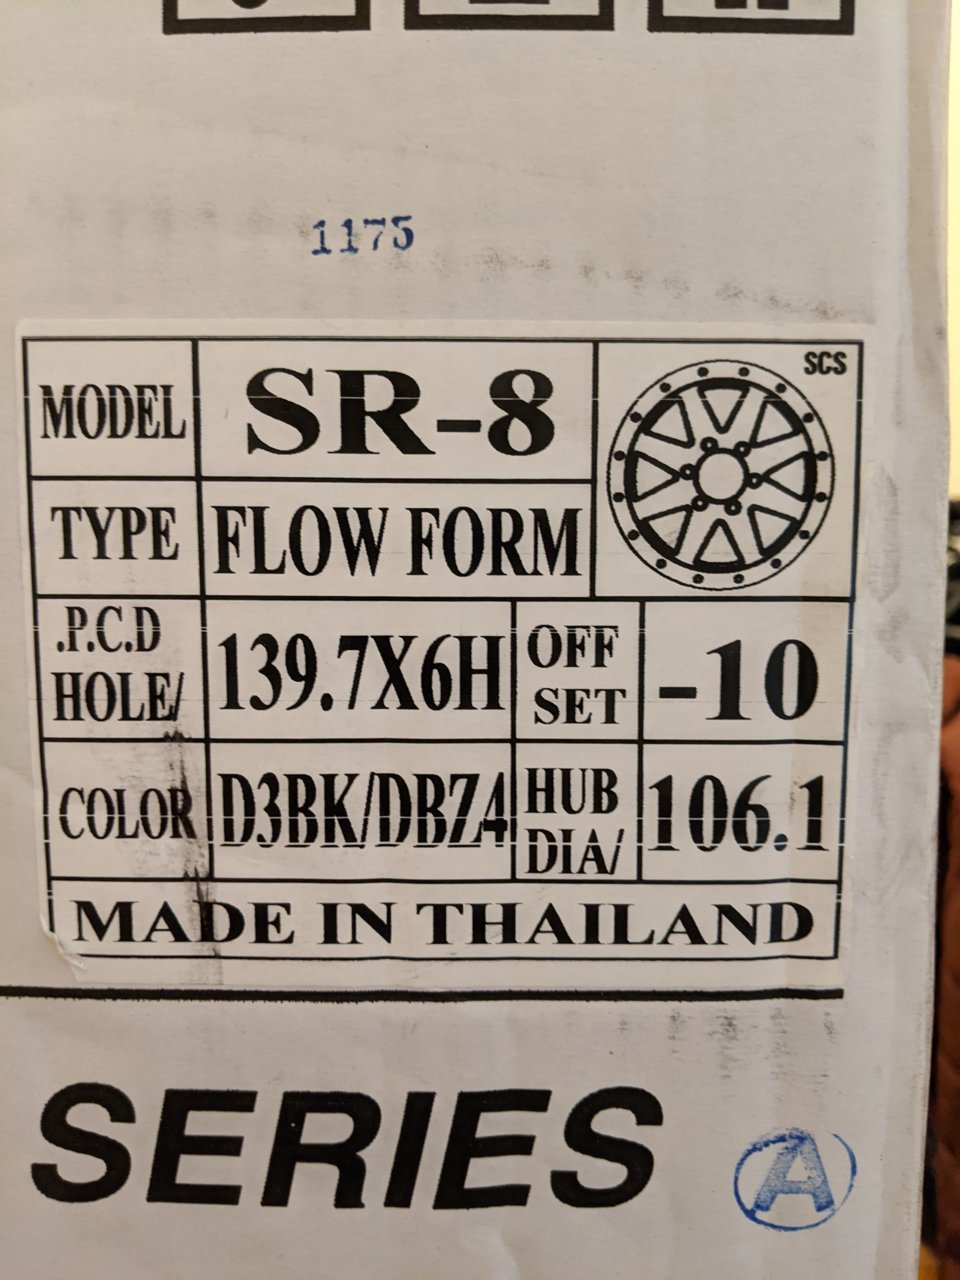 1175
SCS
MODEL SR-8
TYPE FLOW FORM
.P.C.D HOLE/ 139.7X6H OFF SET -10
COLOR D3BK/DBZ4 HUB DIA/ 106.1
MADE IN THAILAND
SERIES
A